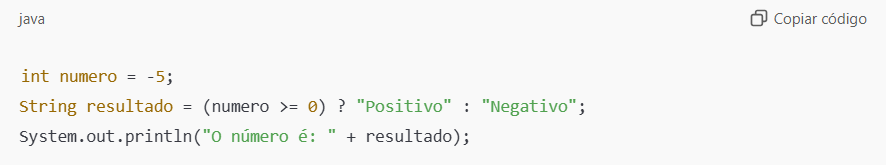 java
Copiar código
int numero = -5;
String resultado = (numero >= 0) ? "Positivo" : "Negativo";
System.out.println("O número é: " + resultado);